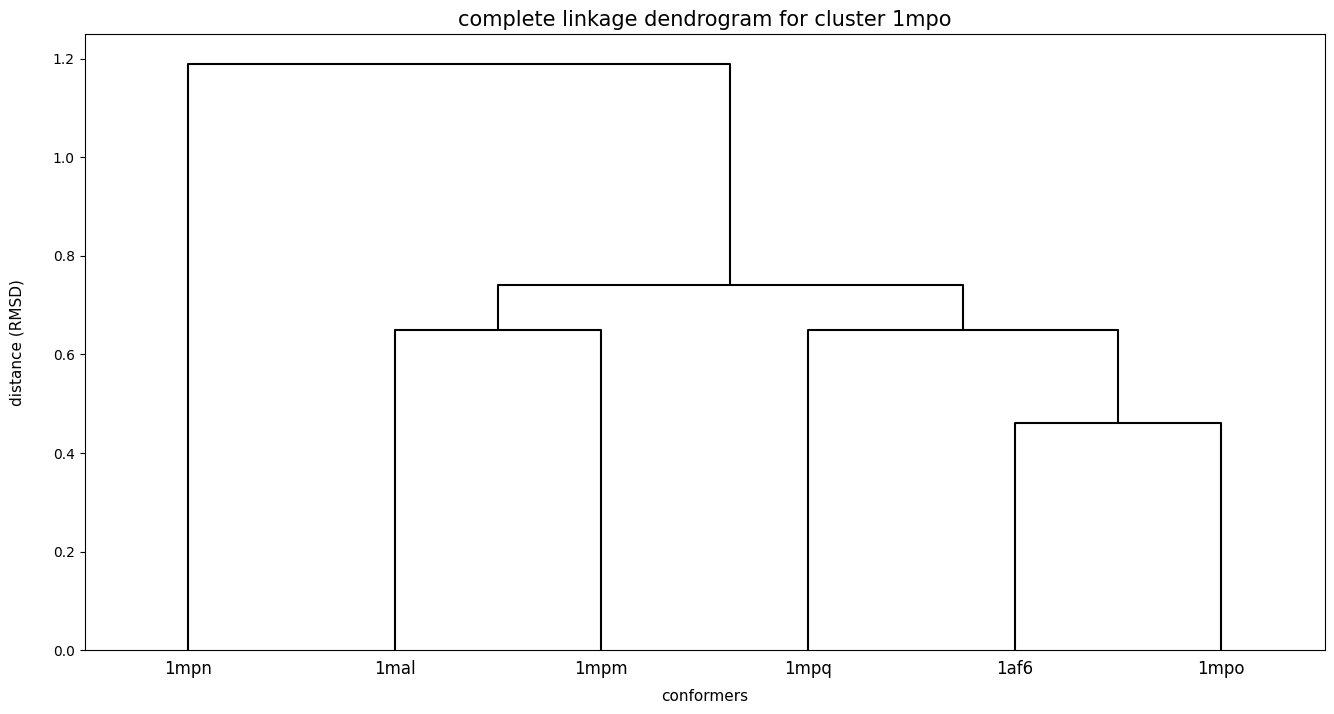 complete linkage dendrogram for cluster 1mpo
1.2
1.0
0.8
0.6
0.4
0.2
0.0
distance (RMSD)
1mpn 1mal 1mpm 1mpq 1af6 1mpo
conformers